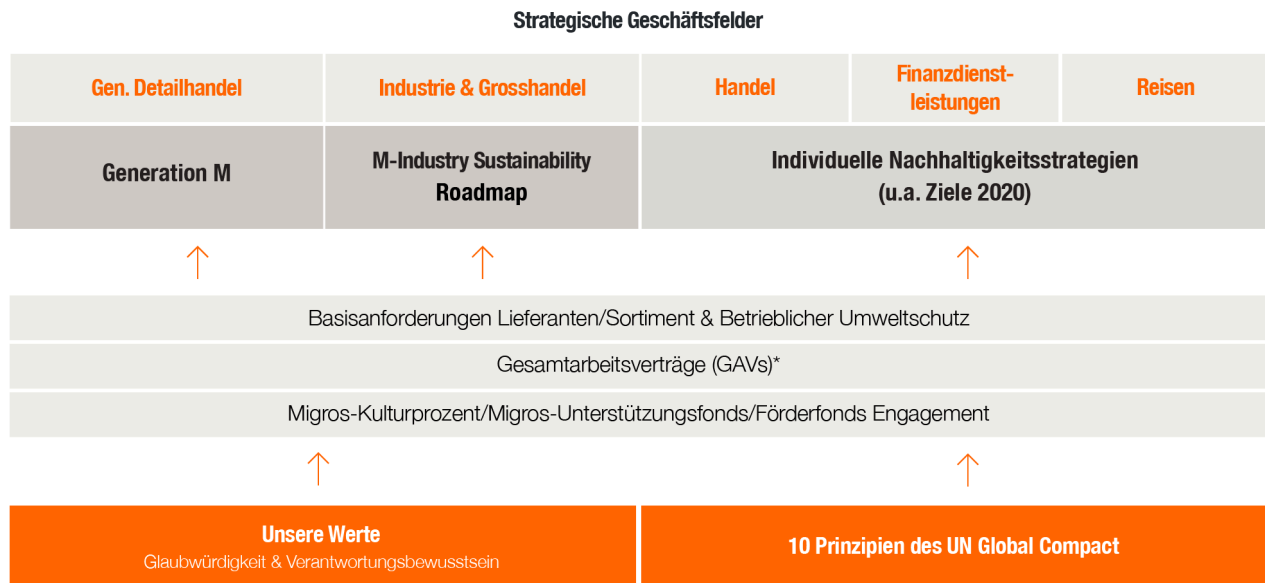 Strategische Geschäftsfelder
Gen. Detailhandel
Industrie & Grosshandel
Handel
Finanzdienst-
leistungen
Reisen
Generation M
M-Industry Sustainability
Roadmap
Individuelle Nachhaltigkeitsstrategien
(u.a. Ziele 2020)
Basisanforderungen Lieferanten/Sortiment & Betrieblicher Umweltschutz
Gesamtarbeitsverträge (GAVs)*
Migros-Kulturprozent/Migros-Unterstützungsfonds/Förderfonds Engagement
Unsere Werte
Glaubwürdigkeit & Verantwortungsbewusstsein
10 Prinzipien des UN Global Compact